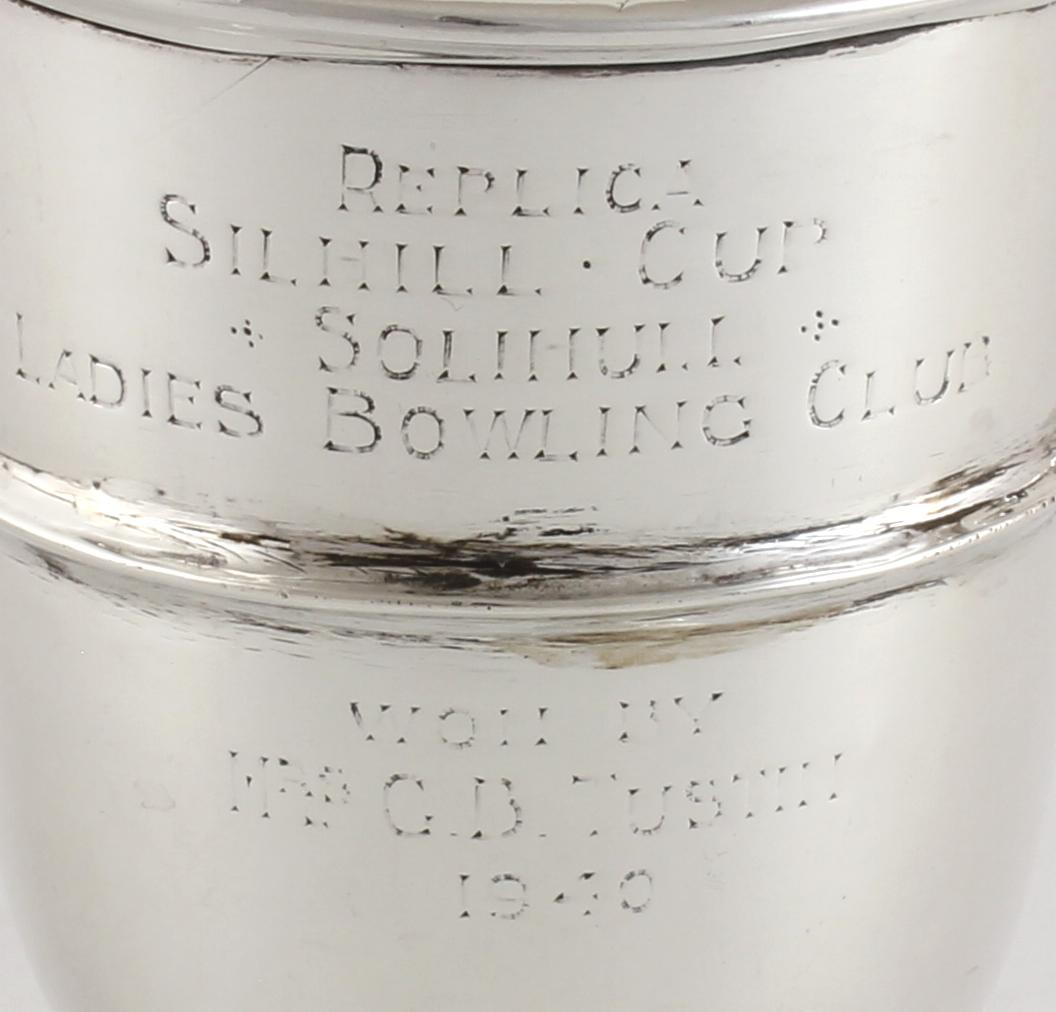 REPLICA
SILHILL · CUP
SOLIHULL
LADIES BOWLING CLUB
WON BY
MRS G.D. TUSTIN
1940